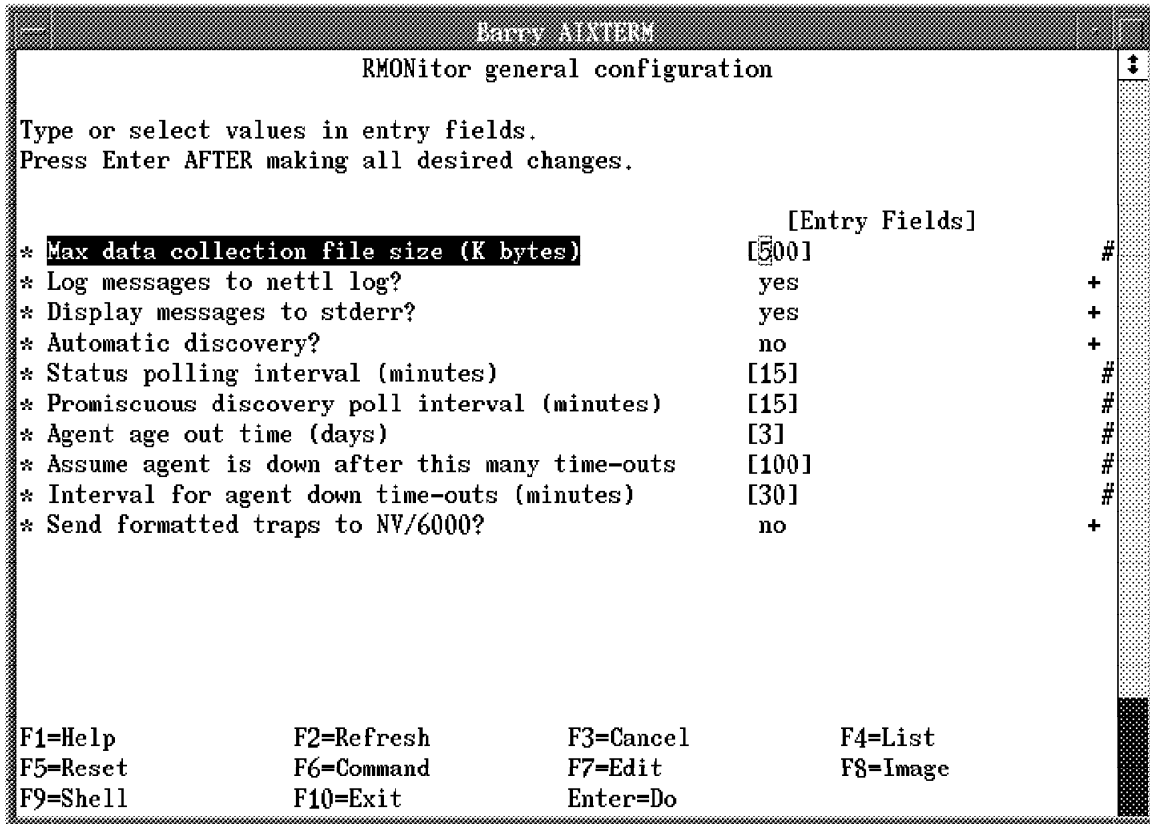 Barry AIXTERM
RMONitor general configuration
Type or select values in entry fields.
Press Enter AFTER making all desired changes.
[Entry Fields]
* Max data collection file size (K bytes) [500] #
* Log messages to nettl log? yes +
* Display messages to stderr? yes +
* Automatic discovery? no +
* Status polling interval (minutes) [15] #
* Promiscuous discovery poll interval (minutes) [15] #
* Agent age out time (days) [3] #
* Assume agent is down after this many time-outs [100] #
* Interval for agent down time-outs (minutes) [30] #
* Send formatted traps to NV/6000? no +
F1=Help F2=Refresh F3=Cancel F4=List
F5=Reset F6=Command F7=Edit F8=Image
F9=Shell F10=Exit Enter=Do